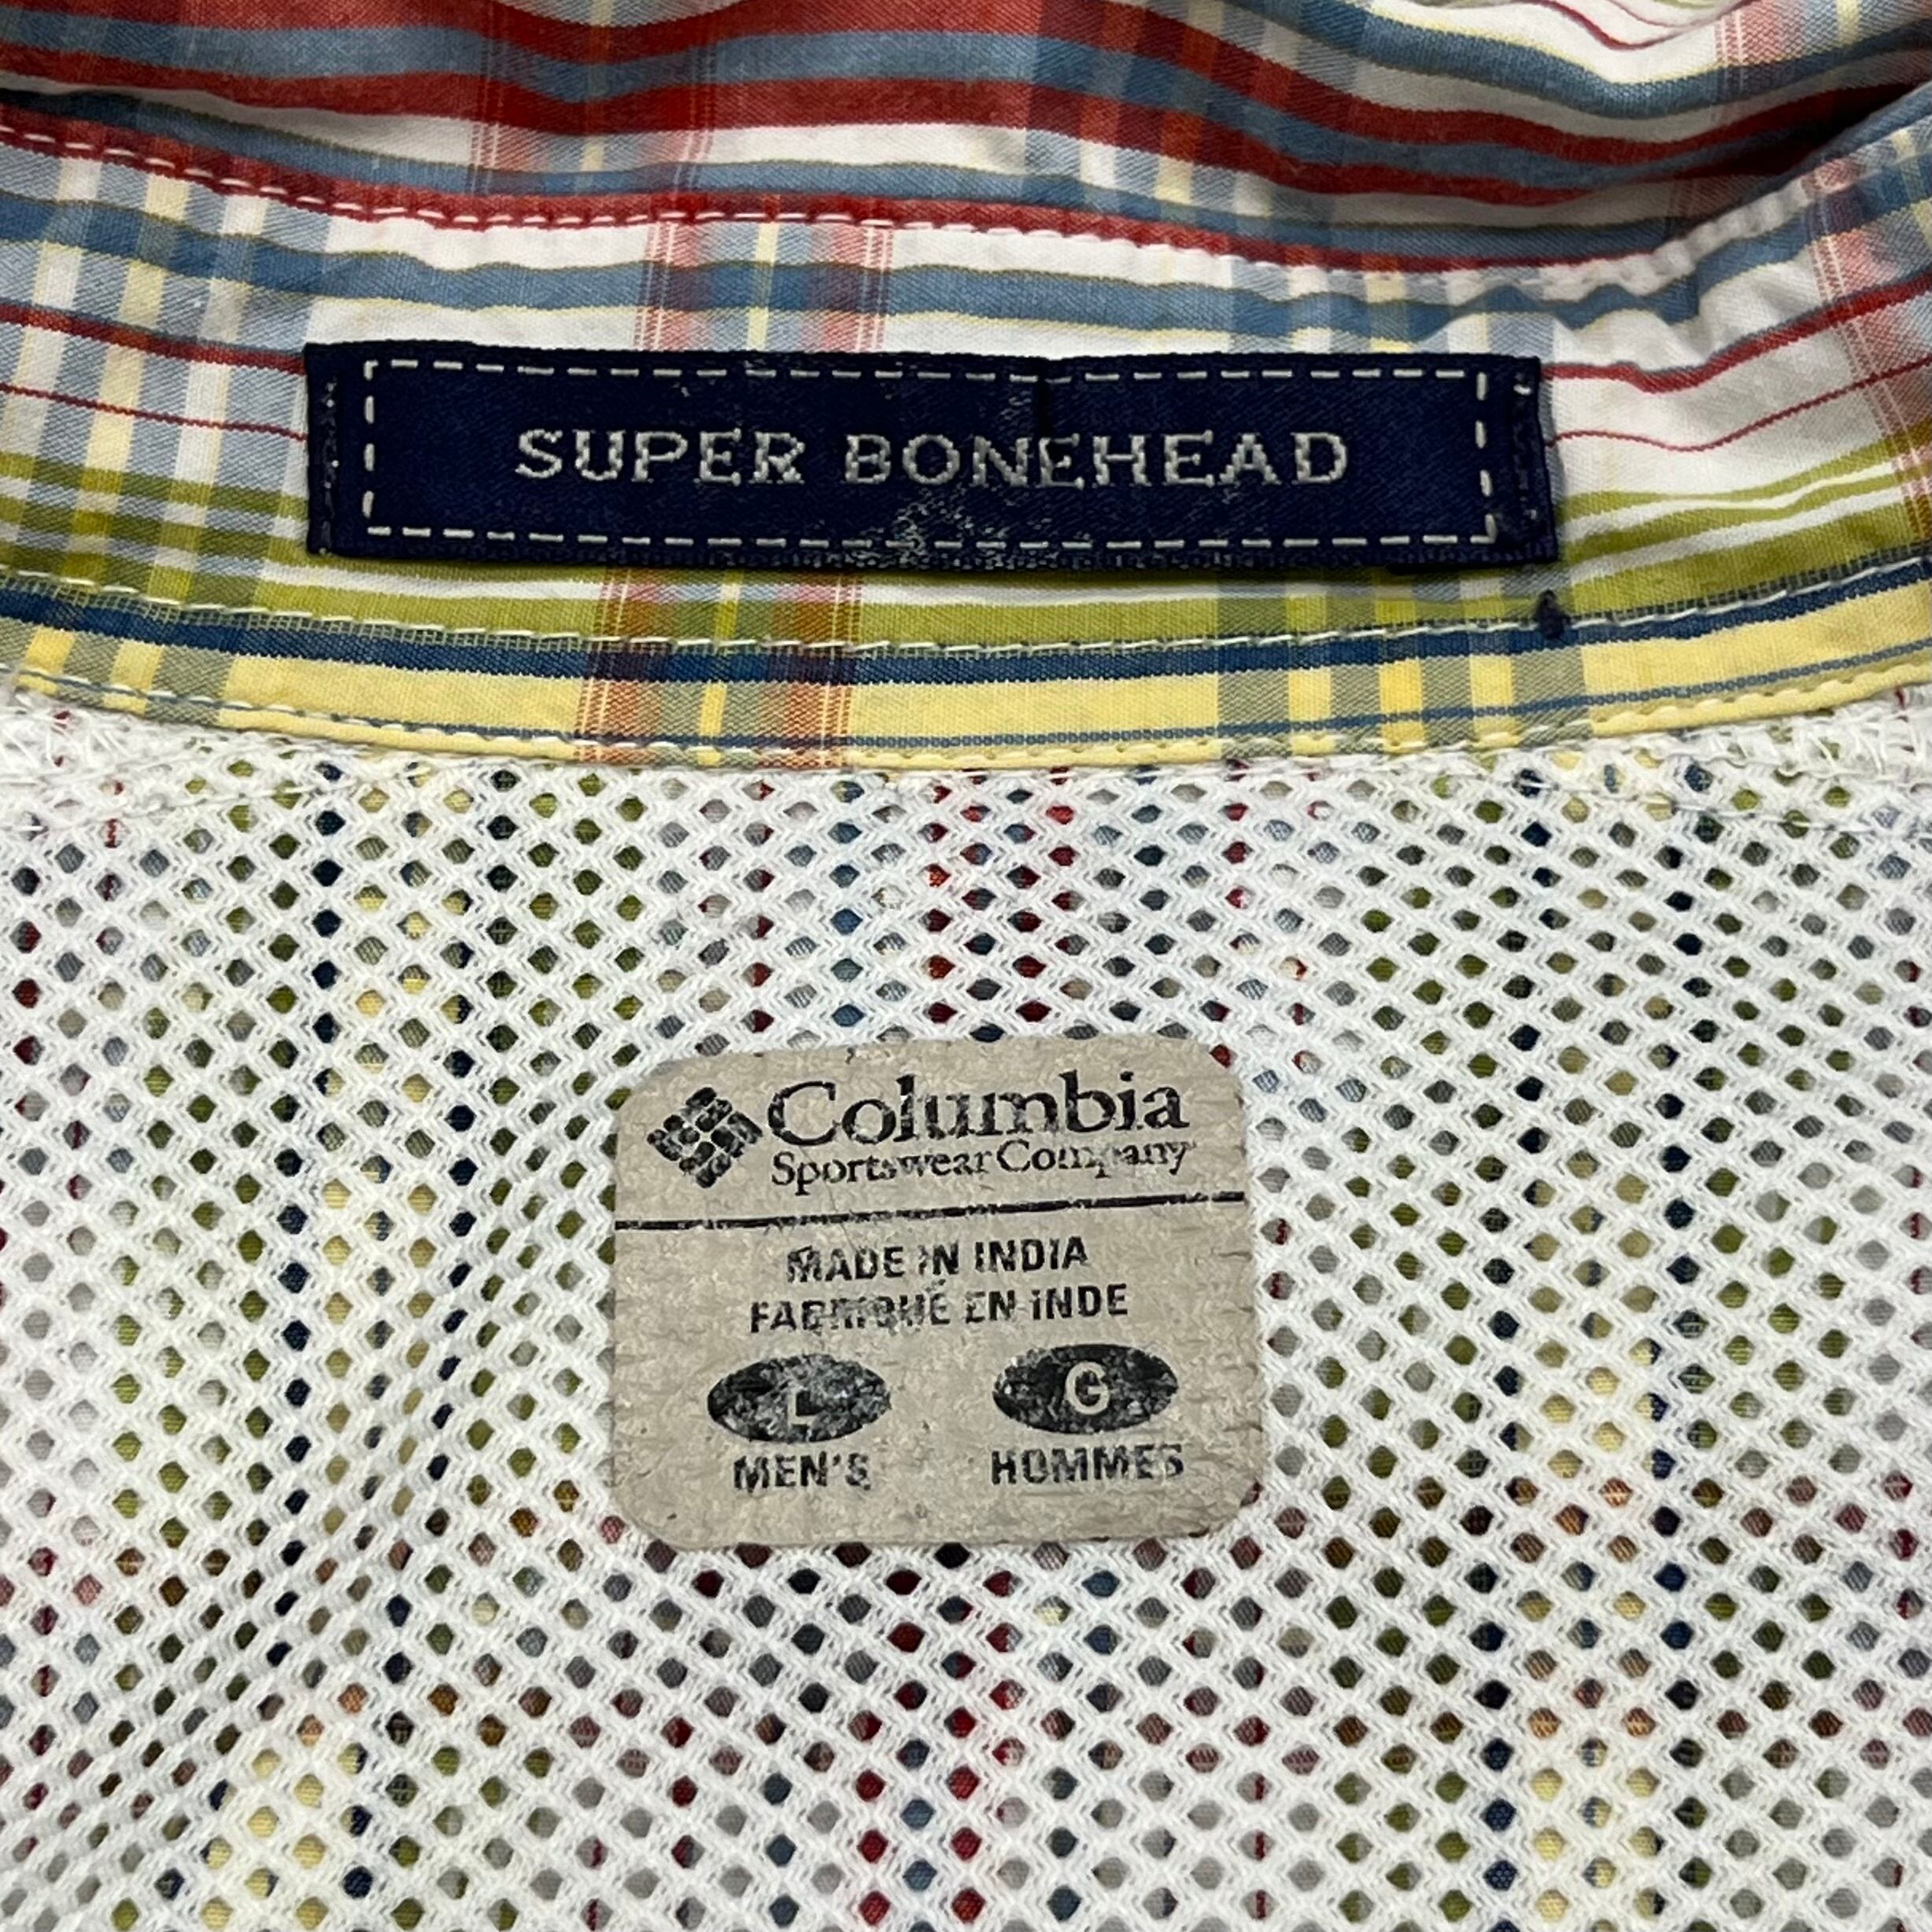 SUPER BONEHEAD
Columbia
Sportswear Company
MADE IN INDIA
FABRIQUÉ EN INDE
L G
MEN'S HOMMES